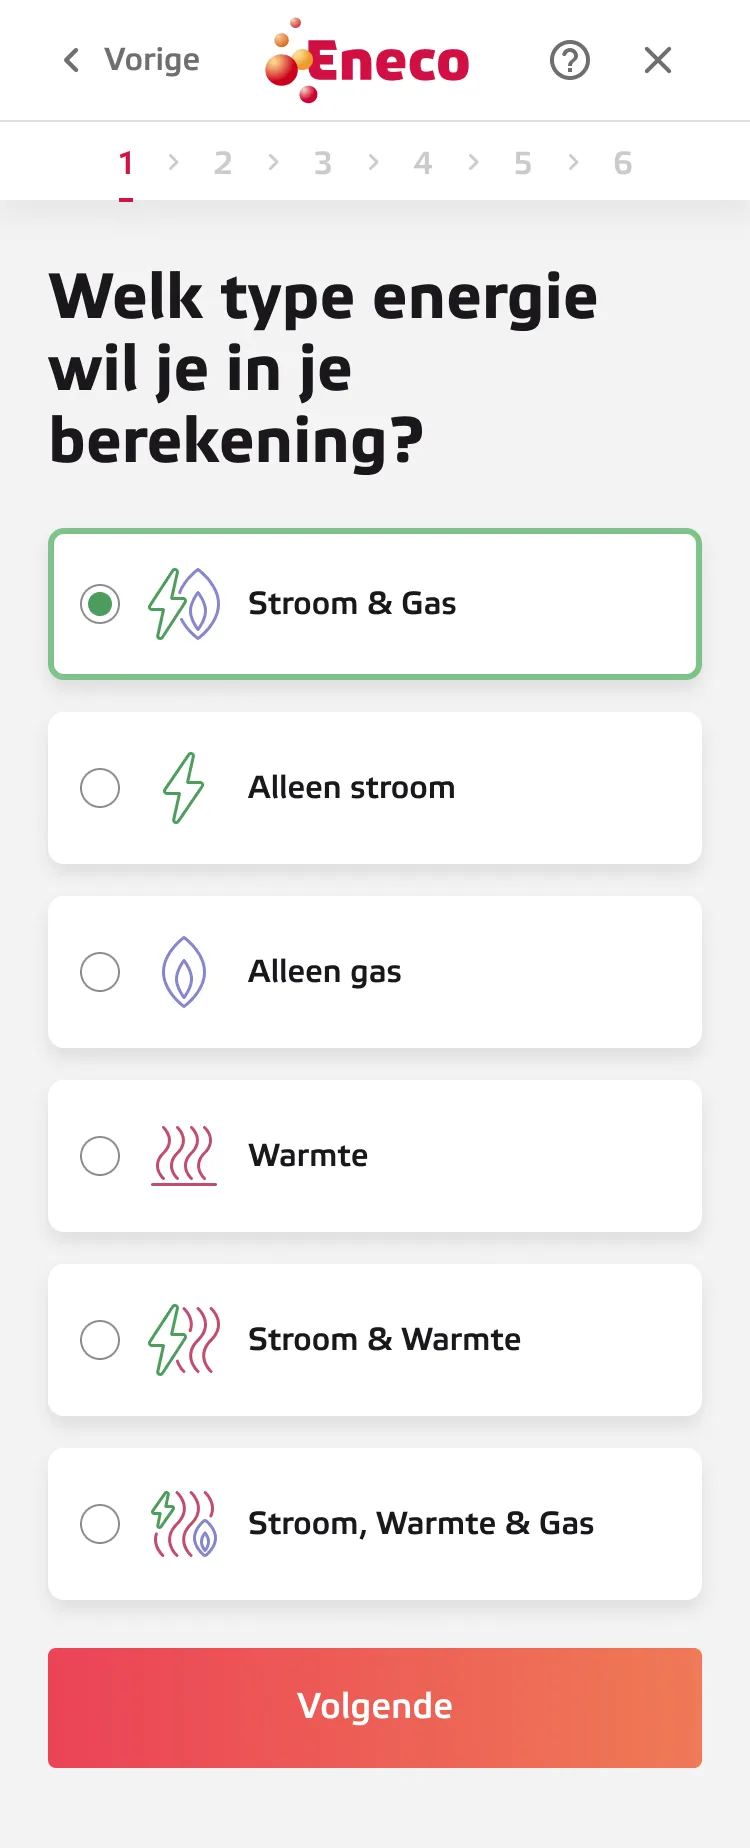 Vorige
Eneco
1 2 3 4 5 6
Welk type energie
wil je in je
berekening?
Stroom & Gas
Alleen stroom
Alleen gas
Warmte
Stroom & Warmte
Stroom, Warmte & Gas
Volgende